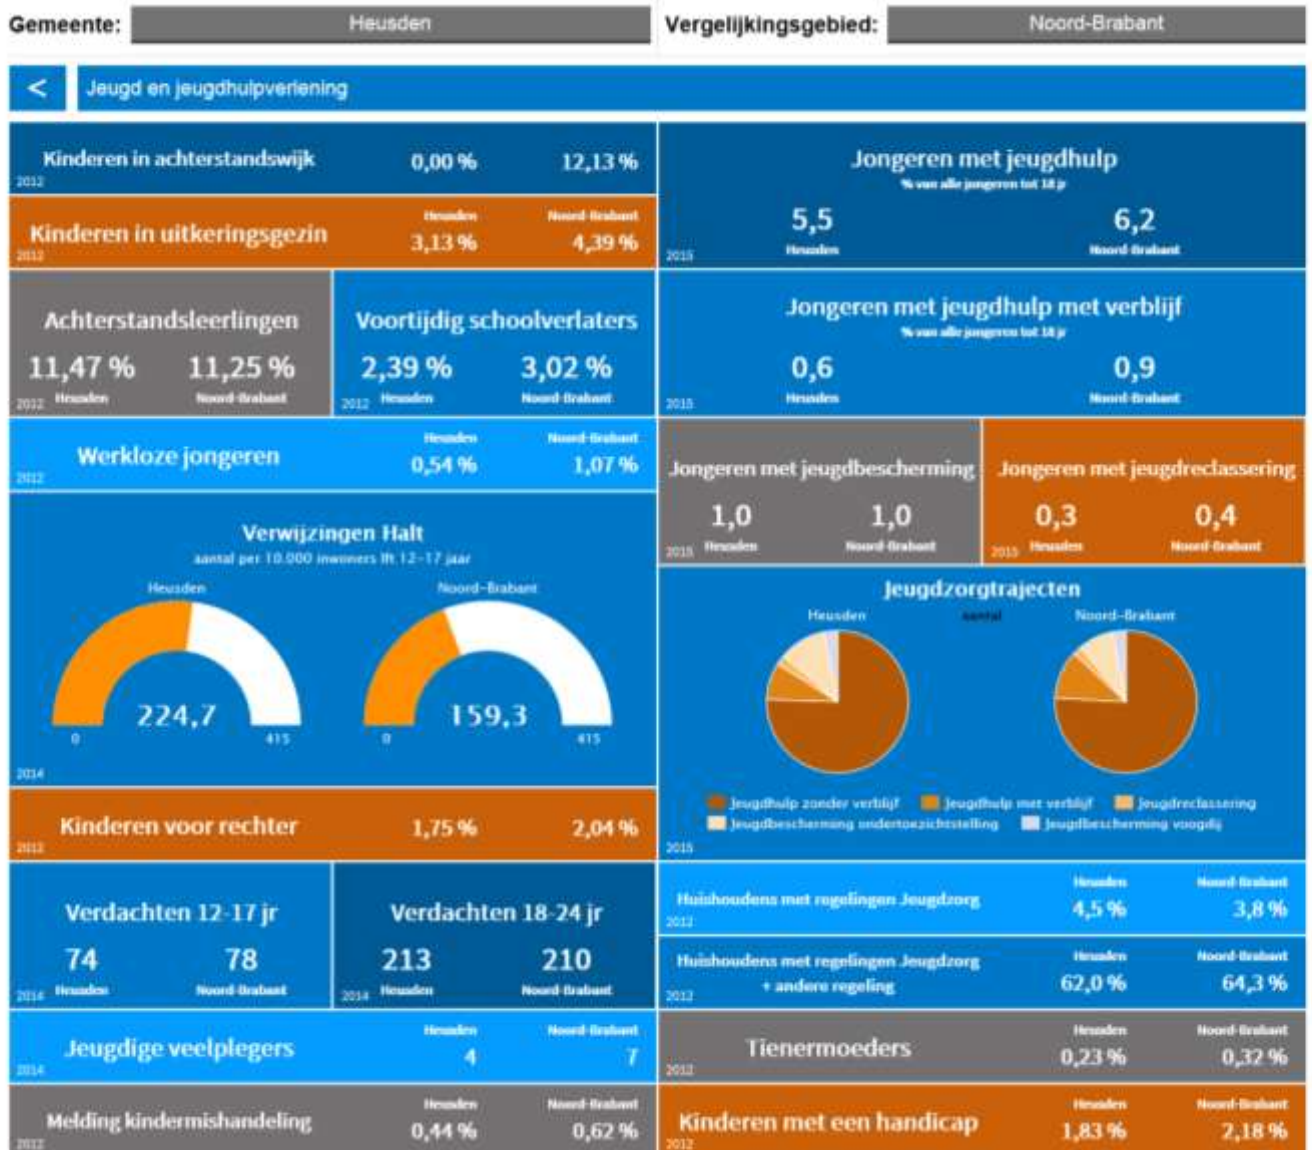 Gemeente: Heusden Vergelijkingsgebied: Noord-Brabant
< Jeugd en jeugdhulpverlening
Kinderen in achterstandswijk 0,00 % 12,13 %
2012
Heusden Noord-Brabant
Kinderen in uitkeringsgezin 3,13 % 4,39 %
2012
Achterstandsleerlingen
11,47 % 11,25 %
2012 Heusden Noord-Brabant
Voortijdig schoolverlaters
2,39 % 3,02 %
2012 Heusden Noord-Brabant
Heusden Noord-Brabant
Werkloze jongeren 0,54 % 1,07 %
2012
Verwijzingen Halt
aantal per 10.000 inwoners lft 12-17 jaar
Heusden Noord-Brabant
224,7 159,3
0 415 0 415
2014
Kinderen voor rechter 1,75 % 2,04 %
2012
Verdachten 12-17 jr
74 78
2014 Heusden Noord-Brabant
Verdachten 18-24 jr
213 210
2014 Heusden Noord-Brabant
Heusden Noord-Brabant
Jeugdige veelplegers 4 7
2014
Heusden Noord-Brabant
Melding kindermishandeling 0,44 % 0,62 %
2012
Jongeren met jeugdhulp
% van alle jongeren tot 18 jr
5,5 6,2
2015 Heusden Noord-Brabant
Jongeren met jeugdhulp met verblijf
% van alle jongeren tot 18 jr
0,6 0,9
2015 Heusden Noord-Brabant
Jongeren met jeugdbescherming
1,0 1,0
2015 Heusden Noord-Brabant
Jongeren met jeugdreclassering
0,3 0,4
2015 Heusden Noord-Brabant
Jeugdzorgtrajecten
Heusden aantal Noord-Brabant
Jeugdhulp zonder verblijf Jeugdhulp met verblijf Jeugdreclassering
Jeugdbescherming ondertoezichtstelling Jeugdbescherming voogdij
2015
Heusden Noord-Brabant
Huishoudens met regelingen Jeugdzorg 4,5 % 3,8 %
2012
Huishoudens met regelingen Jeugdzorg Heusden Noord-Brabant
+ andere regeling 62,0 % 64,3 %
2012
Heusden Noord-Brabant
Tienermoeders 0,23 % 0,32 %
2012
Heusden Noord-Brabant
Kinderen met een handicap 1,83 % 2,18 %
2012